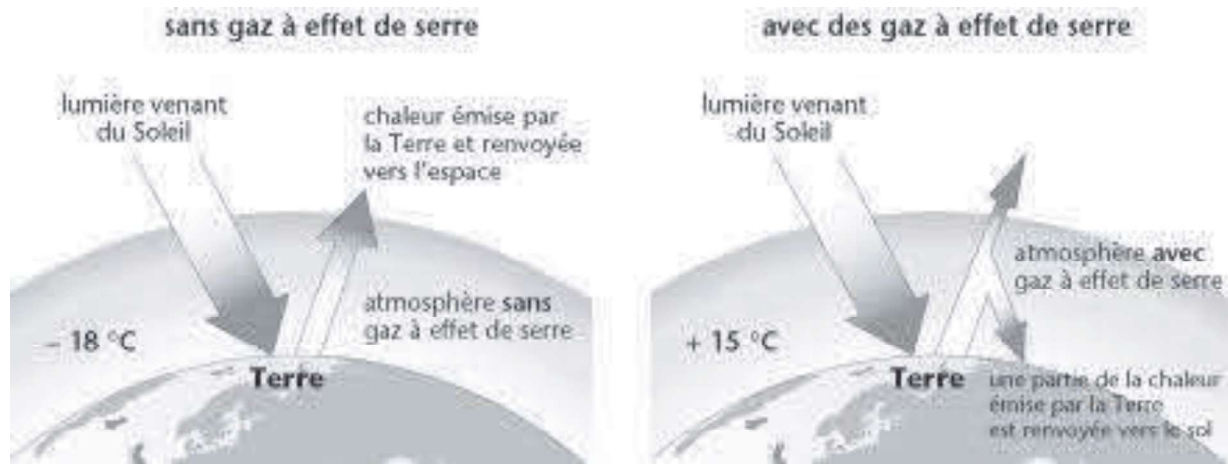 sans gaz à effet de serre
lumière venant
du Soleil
chaleur émise par
la Terre et renvoyée
vers l'espace
atmosphère sans
gaz à effet de serre
– 18 °C
Terre
avec des gaz à effet de serre
lumière venant
du Soleil
atmosphère avec
gaz à effet de serre
+ 15 °C
Terre
une partie de la chaleur
émise par la Terre
est renvoyée vers le sol